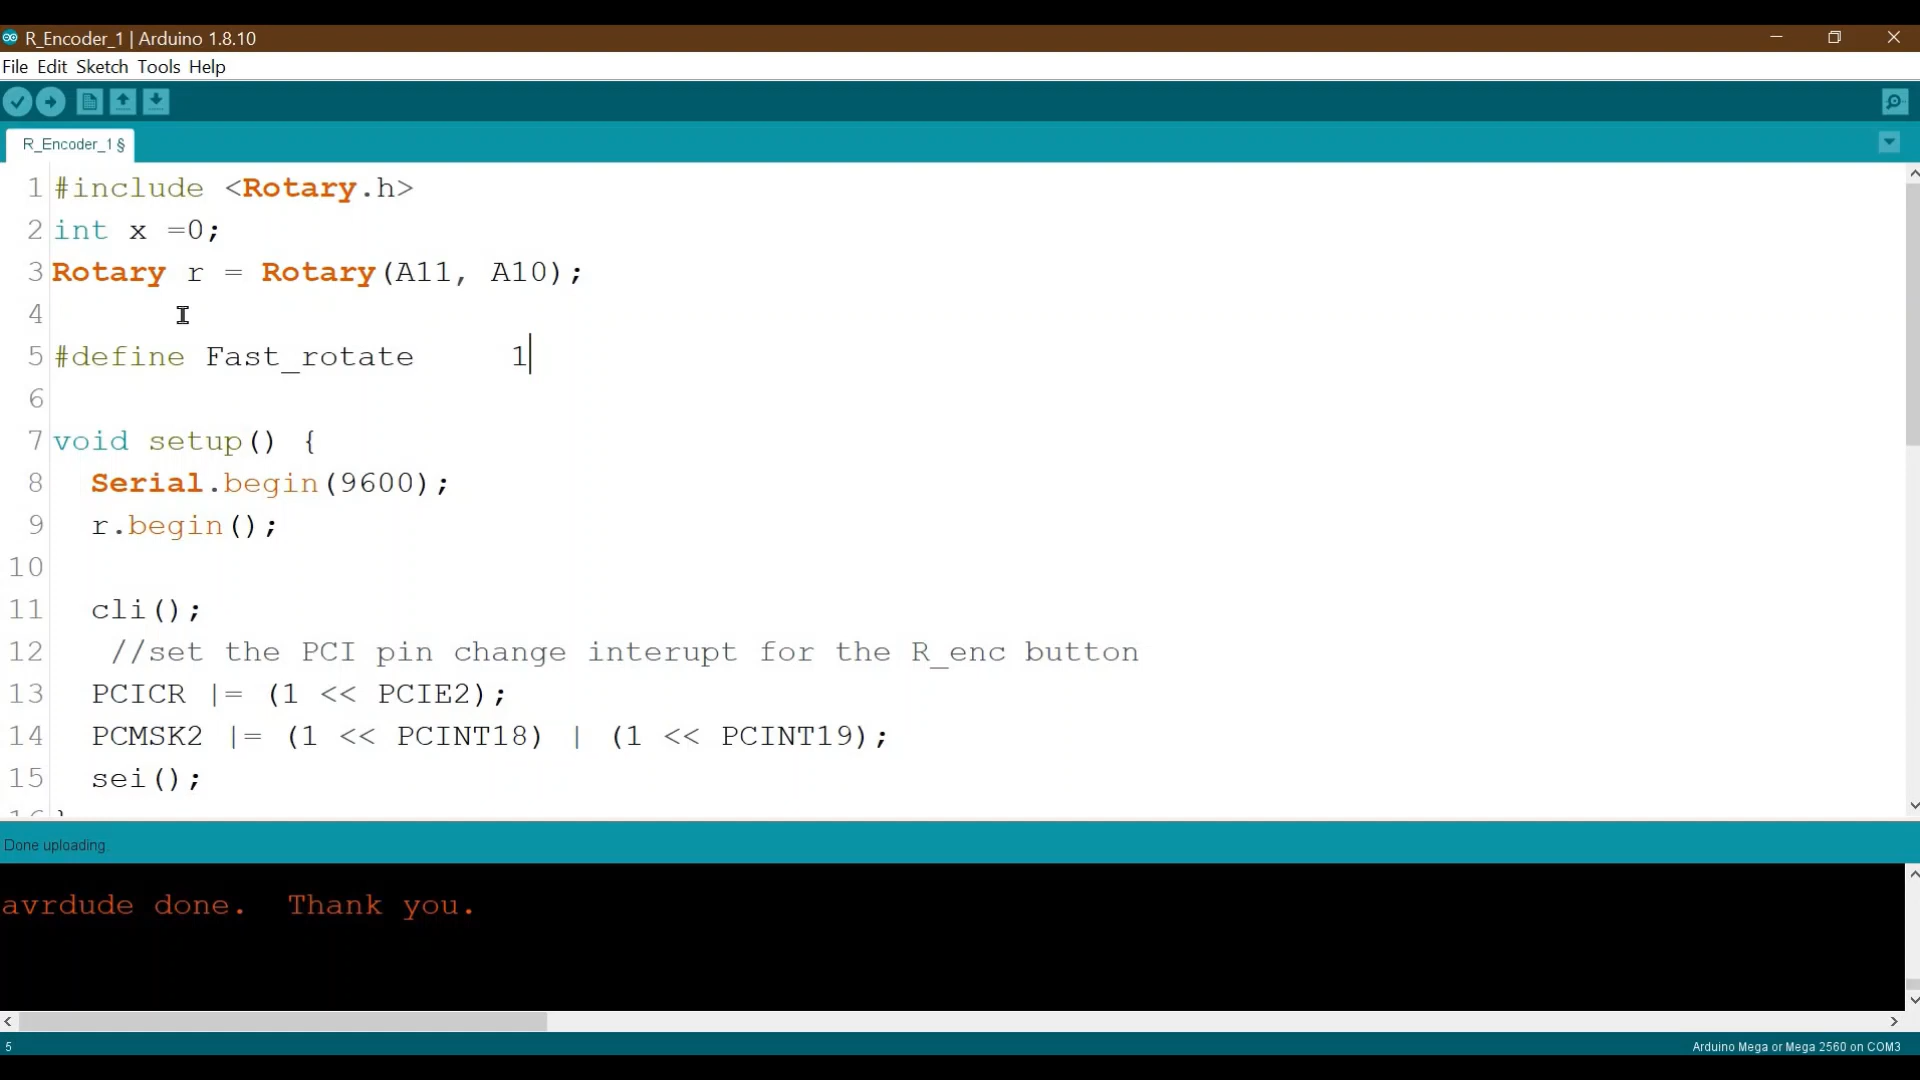 R_Encoder_1 | Arduino 1.8.10
File Edit Sketch Tools Help
R_Encoder_1 §
1 #include <Rotary.h>
2 int x =0;
3 Rotary r = Rotary(A11, A10);
4
5 #define Fast_rotate     1
6
7 void setup() {
8   Serial.begin(9600);
9   r.begin();
10
11   cli();
12    //set the PCI pin change interupt for the R_enc button
13   PCICR |= (1 << PCIE2);
14   PCMSK2 |= (1 << PCINT18) | (1 << PCINT19);
15   sei();
Done uploading.
avrdude done.  Thank you.
5
Arduino Mega or Mega 2560 on COM3